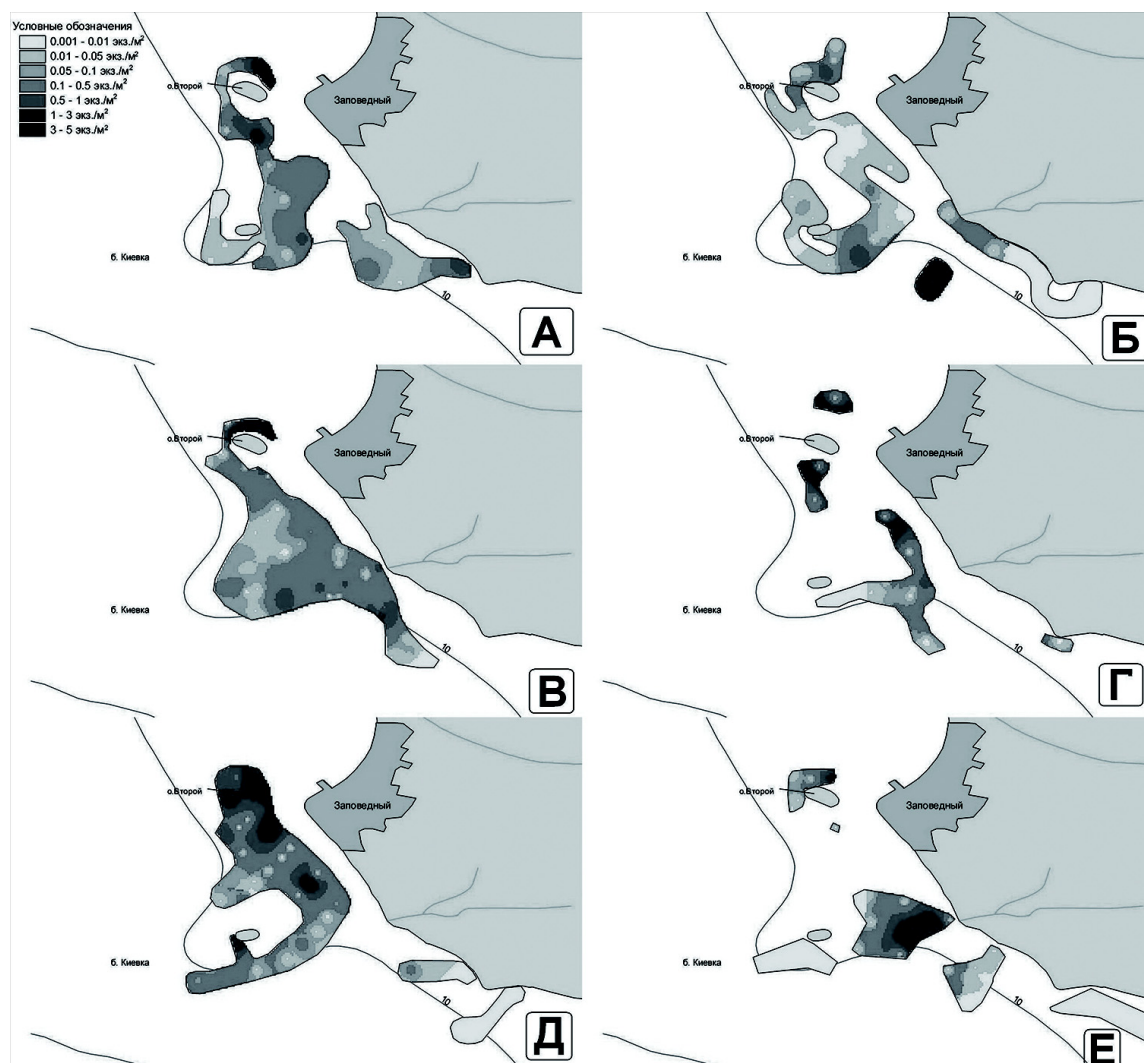 Условные обозначения
0.001 - 0.01 экз./м²
0.01 - 0.05 экз./м²
0.05 - 0.1 экз./м²
0.1 - 0.5 экз./м²
0.5 - 1 экз./м²
1 - 3 экз./м²
3 - 5 экз./м²
о.Второй
Заповедный
б. Киевка
10
А
о.Второй
Заповедный
б. Киевка
10
Б
о.Второй
Заповедный
б. Киевка
10
В
о.Второй
Заповедный
б. Киевка
10
Г
о.Второй
Заповедный
б. Киевка
10
Д
о.Второй
Заповедный
б. Киевка
10
Е